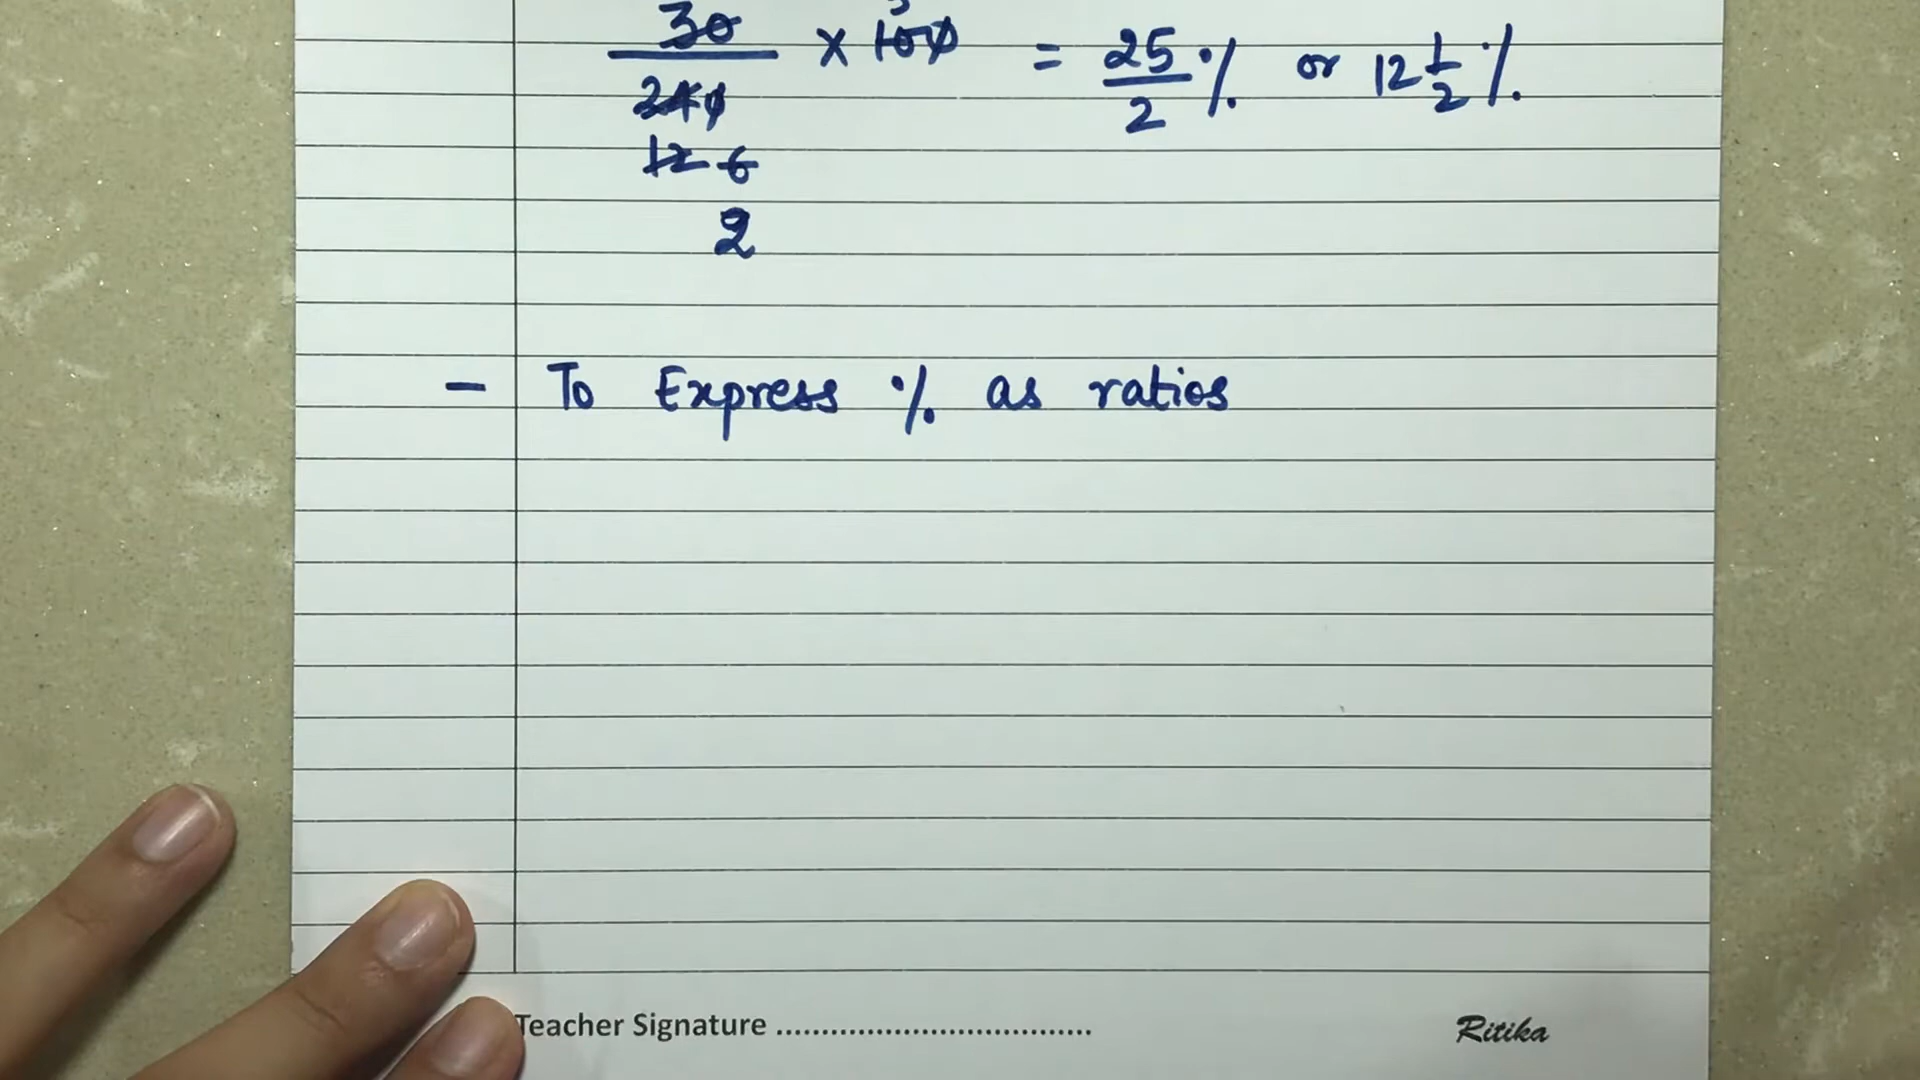 30/240 × 100 = 25/2 % or 12 1/2 %
12 6
2
- To Express % as ratios
Teacher Signature ..................................
Ritika